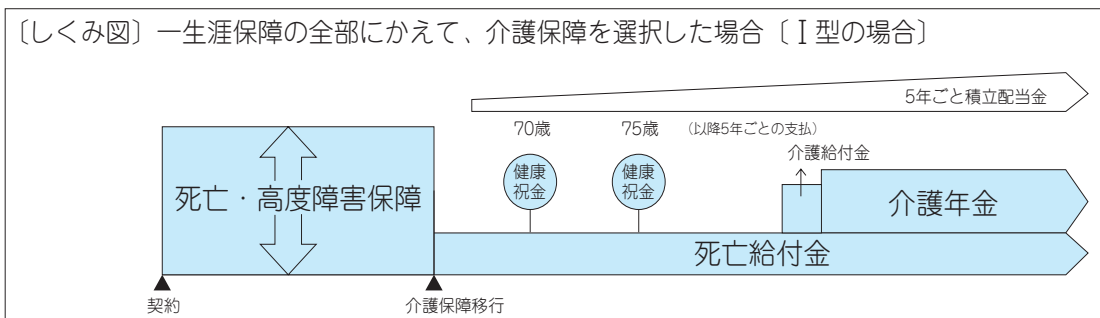 〔しくみ図〕一生涯保障の全部にかえて、介護保障を選択した場合〔Ⅰ型の場合〕
5年ごと積立配当金
70歳
75歳
(以降5年ごとの支払)
介護給付金
健康
祝金
健康
祝金
死亡・高度障害保障
介護年金
死亡給付金
契約
介護保障移行